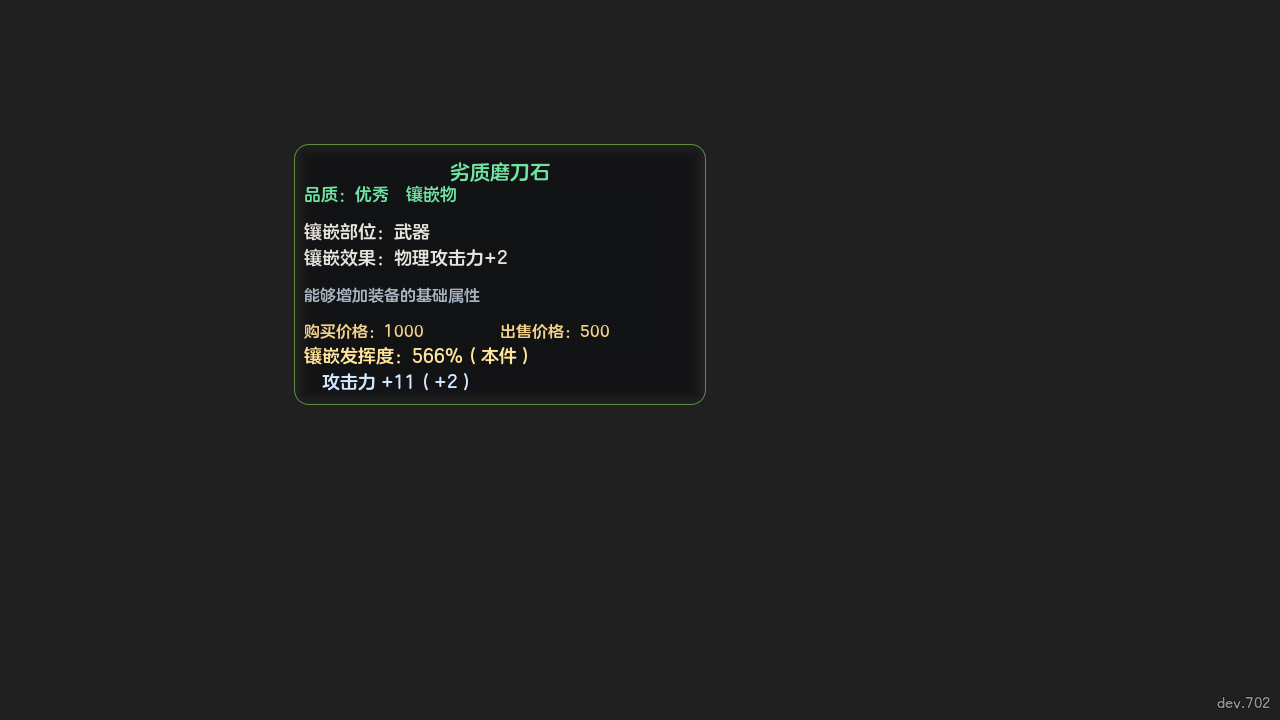 劣质磨刀石
品质：优秀 镶嵌物
镶嵌部位：武器
镶嵌效果：物理攻击力+2
能够增加装备的基础属性
购买价格：1000 出售价格：500
镶嵌发挥度：566%（本件）
攻击力 +11（+2）
dev.702